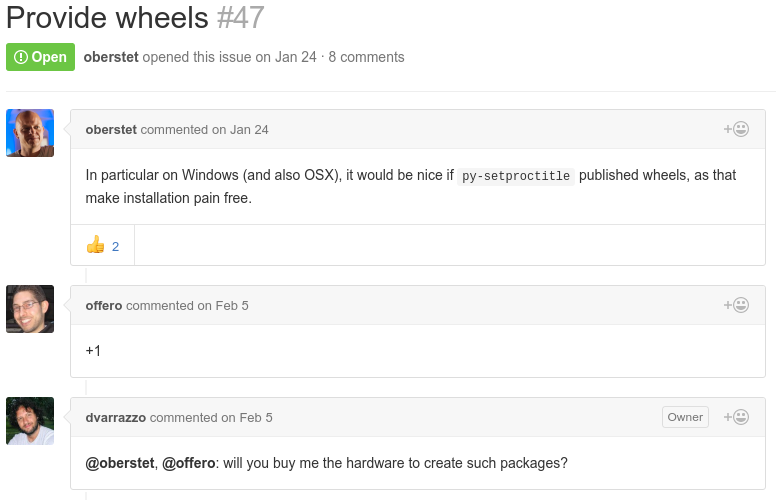 Provide wheels #47
Open oberstet opened this issue on Jan 24 · 8 comments
oberstet commented on Jan 24
In particular on Windows (and also OSX), it would be nice if py-setproctitle published wheels, as that
make installation pain free.
👍 2
offero commented on Feb 5
+1
dvarrazzo commented on Feb 5 Owner
@oberstet, @offero: will you buy me the hardware to create such packages?